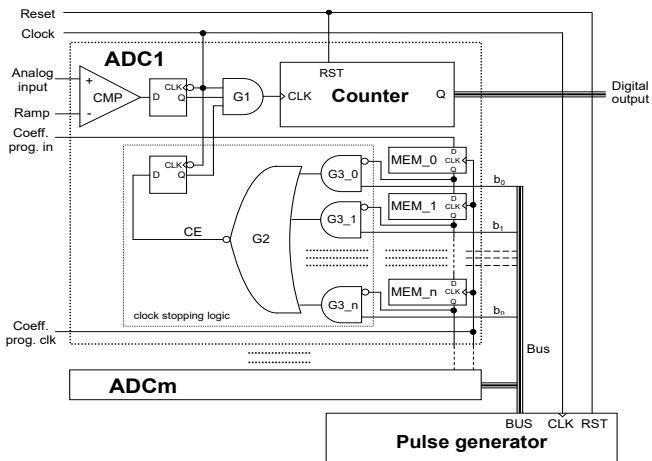 Reset
Clock
ADC1
Analog
input
+
CMP
-
Ramp
D
CLK
Q
G1
RST
CLK
Counter
Q
Digital
output
Coeff.
prog. in
D
CLK
Q
G3_0
MEM_0
D
CLK
Q
b0
G3_1
MEM_1
D
CLK
Q
b1
CE
G2
G3_n
MEM_n
D
CLK
Q
bn
clock stopping logic
Coeff.
prog. clk
Bus
ADCm
BUS
CLK
RST
Pulse generator